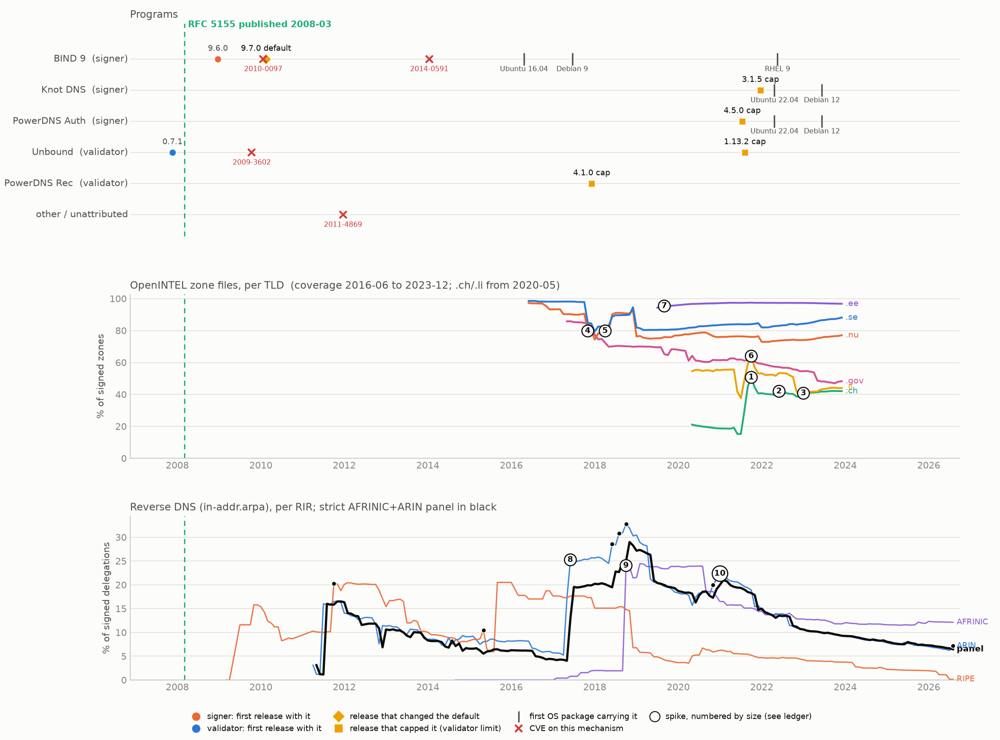 Programs
RFC 5155 published 2008-03
9.6.0
9.7.0 default
BIND 9 (signer)
2010-0097
2014-0591
Ubuntu 16.04
Debian 9
RHEL 9
3.1.5 cap
Knot DNS (signer)
Ubuntu 22.04
Debian 12
4.5.0 cap
PowerDNS Auth (signer)
Ubuntu 22.04
Debian 12
0.7.1
1.13.2 cap
Unbound (validator)
2009-3602
4.1.0 cap
PowerDNS Rec (validator)
other / unattributed
2011-4869
OpenINTEL zone files, per TLD (coverage 2016-06 to 2023-12; .ch/.li from 2020-05)
% of signed zones
100
80
60
40
20
0
4
5
7
6
1
2
3
.ee
.se
.nu
.gov
.li
.ch
2008 2010 2012 2014 2016 2018 2020 2022 2024 2026
Reverse DNS (in-addr.arpa), per RIR; strict AFRINIC+ARIN panel in black
% of signed delegations
30
25
20
15
10
5
0
8
9
10
AFRINIC
ARIN
panel
RIPE
2008 2010 2012 2014 2016 2018 2020 2022 2024 2026
signer: first release with it
validator: first release with it
release that changed the default
release that capped it (validator limit)
first OS package carrying it
CVE on this mechanism
spike, numbered by size (see ledger)